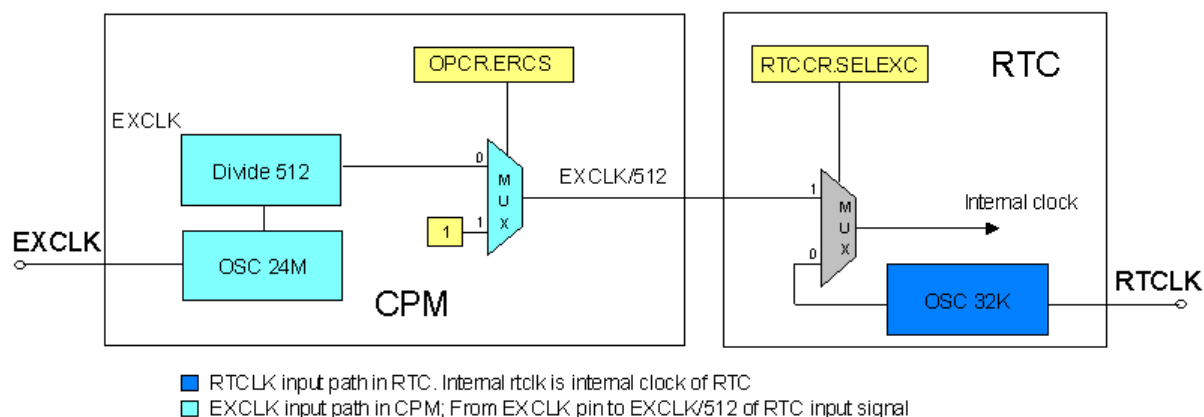 OPCR.ERCS
RTCCR.SELEXC
RTC
EXCLK
Divide 512
0
M
U
X
EXCLK/512
1
M
U
X
Internal clock
1
1
EXCLK
OSC 24M
0
CPM
OSC 32K
RTCLK
RTCLK input path in RTC. Internal rtclk is internal clock of RTC
EXCLK input path in CPM; From EXCLK pin to EXCLK/512 of RTC input signal